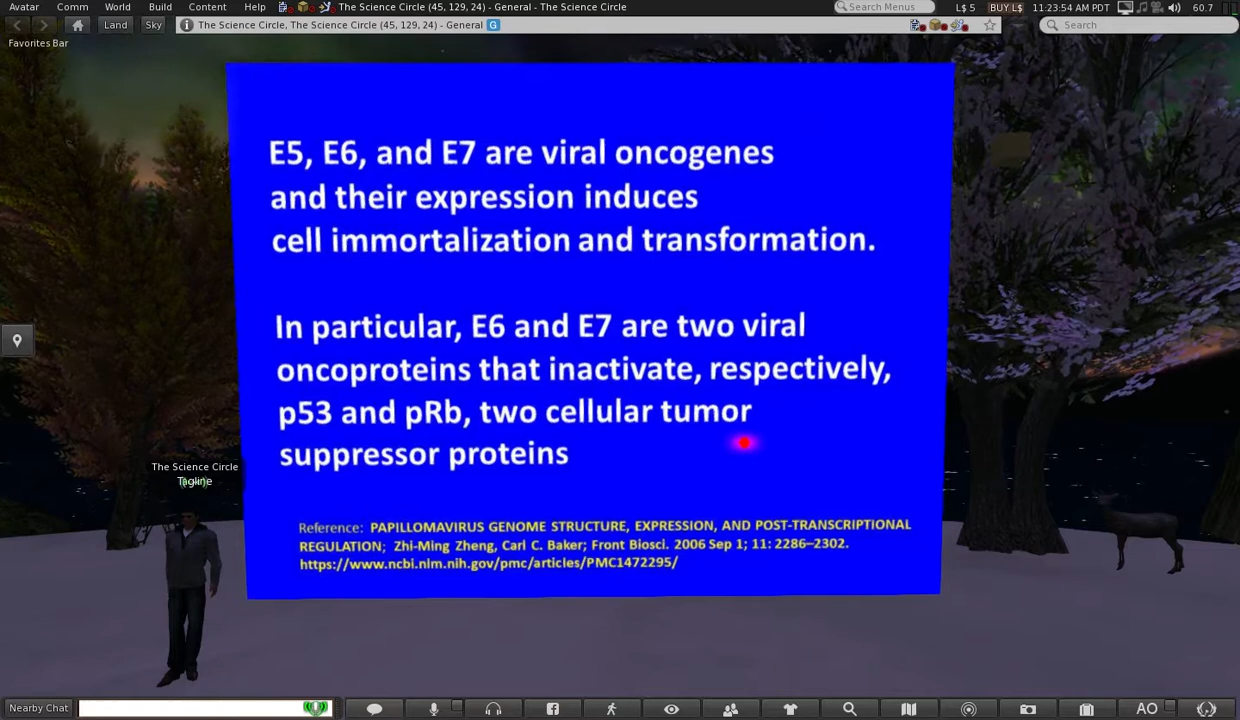 Avatar Comm World Build Content Help The Science Circle, The Science Circle (45, 129, 24) - General - The Science Circle Search Menus L$ 5 BUY L$ 11:23:54 AM PDT 60.7
Land Sky The Science Circle, The Science Circle (45, 129, 24) - General G Search
Favorites Bar
E5, E6, and E7 are viral oncogenes
and their expression induces
cell immortalization and transformation.
In particular, E6 and E7 are two viral
oncoproteins that inactivate, respectively,
p53 and pRb, two cellular tumor
suppressor proteins
The Science Circle
Tagline
Reference: PAPILLOMAVIRUS GENOME STRUCTURE, EXPRESSION, AND POST-TRANSCRIPTIONAL
REGULATION; Zhi-Ming Zheng, Carl C. Baker; Front Biosci. 2006 Sep 1; 11: 2286–2302.
https://www.ncbi.nlm.nih.gov/pmc/articles/PMC1472295/
Nearby Chat AO